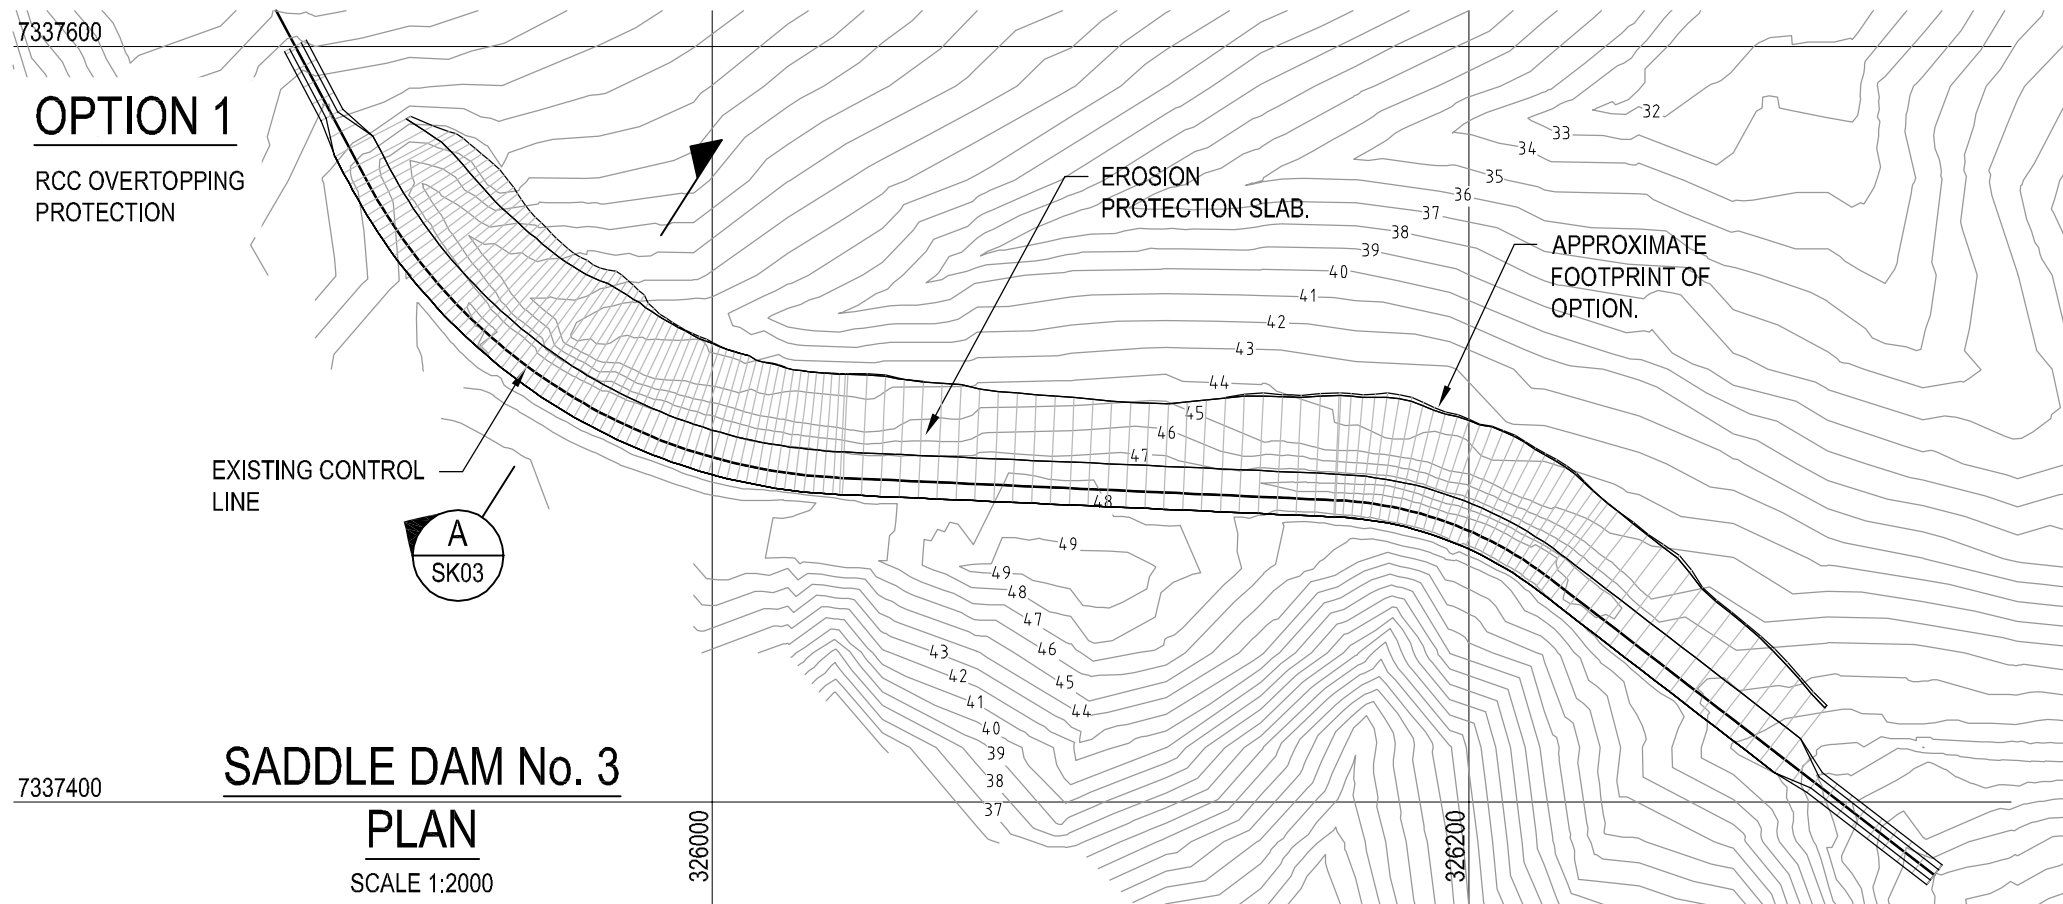 7337600
OPTION 1
RCC OVERTOPPING
PROTECTION
EROSION
PROTECTION SLAB.
APPROXIMATE
FOOTPRINT OF
OPTION.
32
33
34
35
36
37
38
39
40
41
42
43
44
45
46
47
48
49
49
48
47
46
45
44
43
42
41
40
39
38
37
EXISTING CONTROL
LINE
A
SK03
SADDLE DAM No. 3
PLAN
SCALE 1:2000
7337400
326000
326200